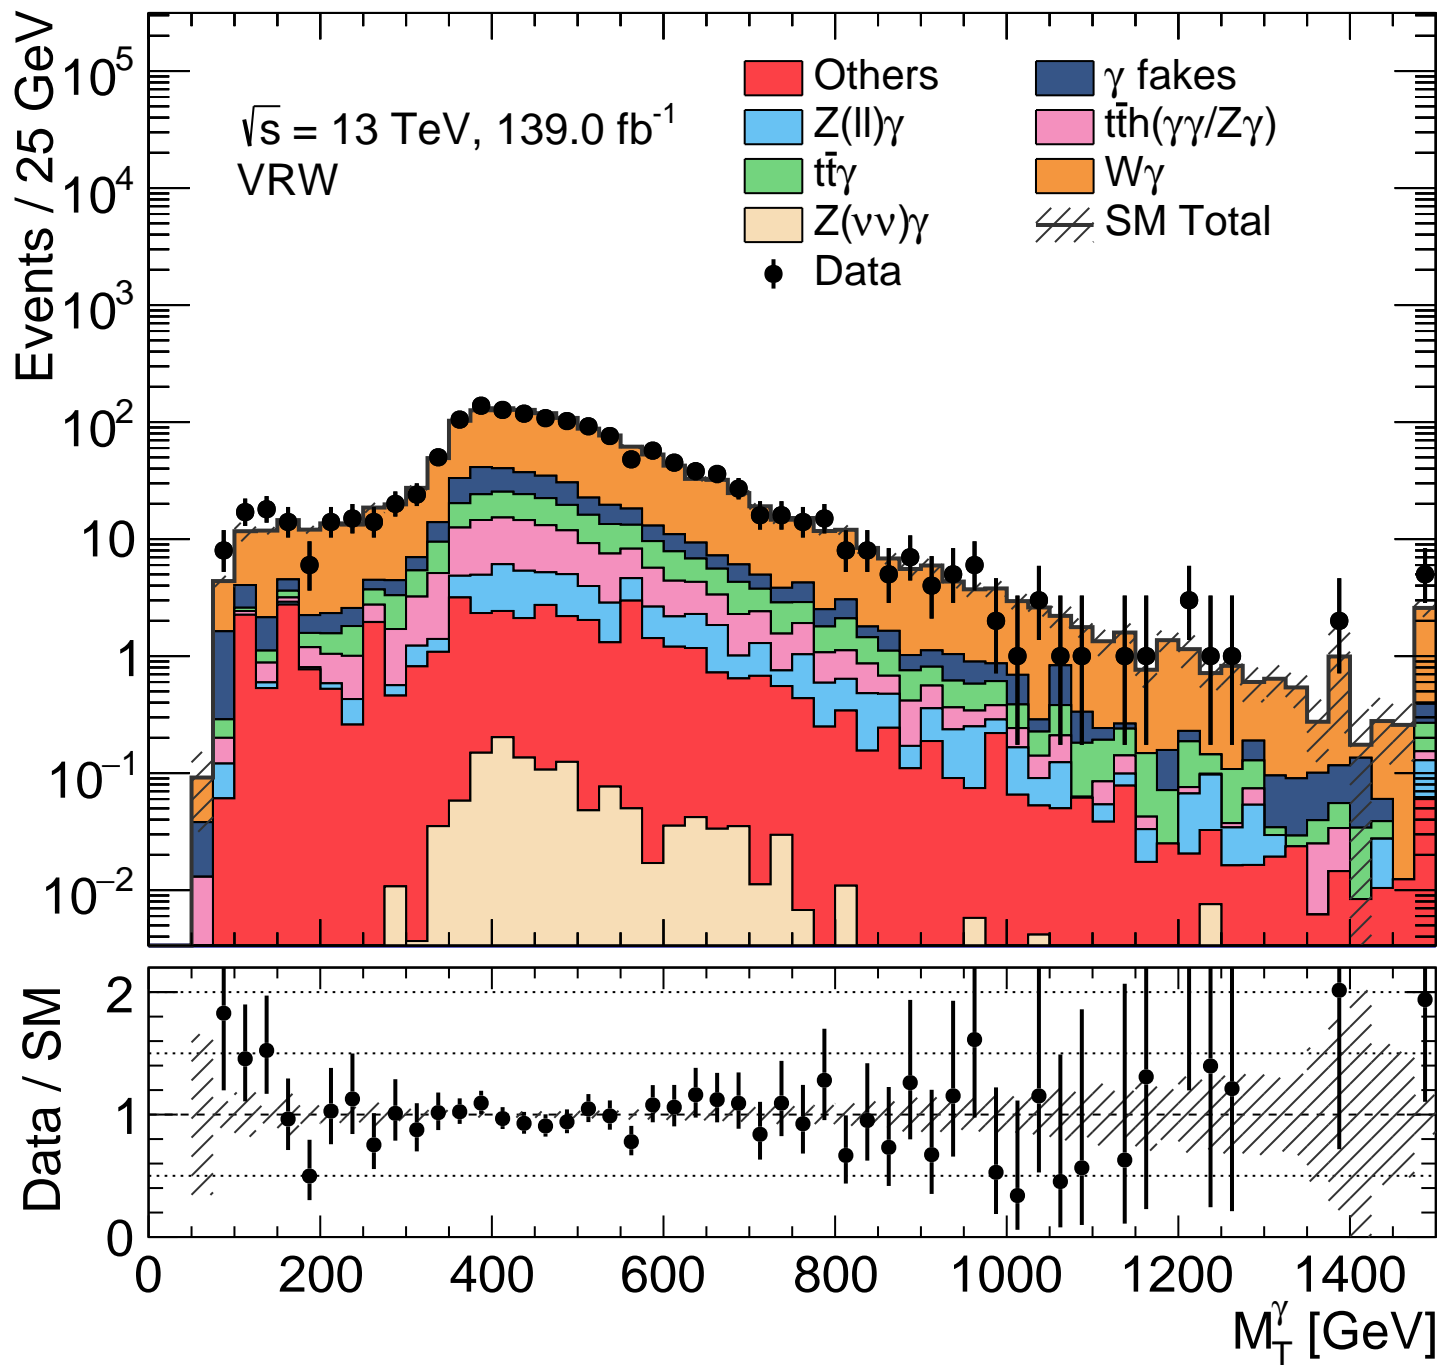 Events / 25 GeV
10⁵
10⁴
10³
10²
10
1
10⁻¹
10⁻²
√s = 13 TeV, 139.0 fb⁻¹
VRW
Others
γ fakes
Z(ll)γ
tt̄h(γγ/Zγ)
tt̄γ
Wγ
Z(νν)γ
SM Total
Data
Data / SM
2
1
0
0 200 400 600 800 1000 1200 1400
M_T^γ [GeV]